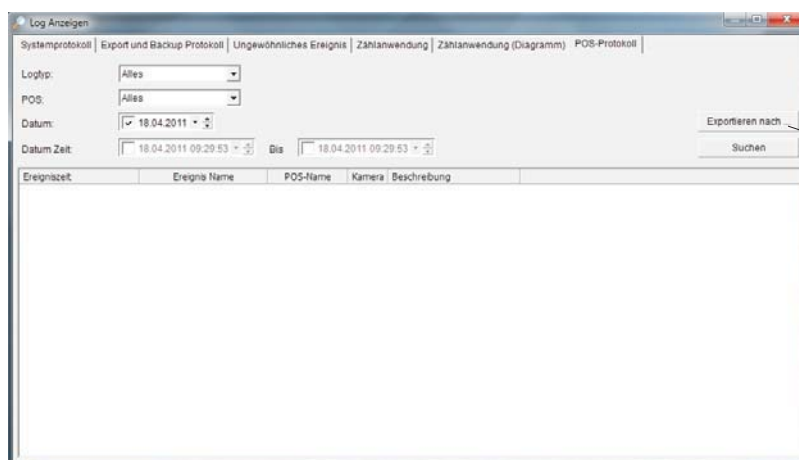 Log Anzeigen
Systemprotokoll Export und Backup Protokoll Ungewöhnliches Ereignis Zählanwendung Zählanwendung (Diagramm) POS-Protokoll
Logtyp: Alles
POS: Alles
Datum: 18.04.2011
Exportieren nach ...
Datum Zeit: 18.04.2011 09:29:53 Bis 18.04.2011 09:29:53
Suchen
Ereigniszeit: Ereignis Name POS-Name Kamera Beschreibung